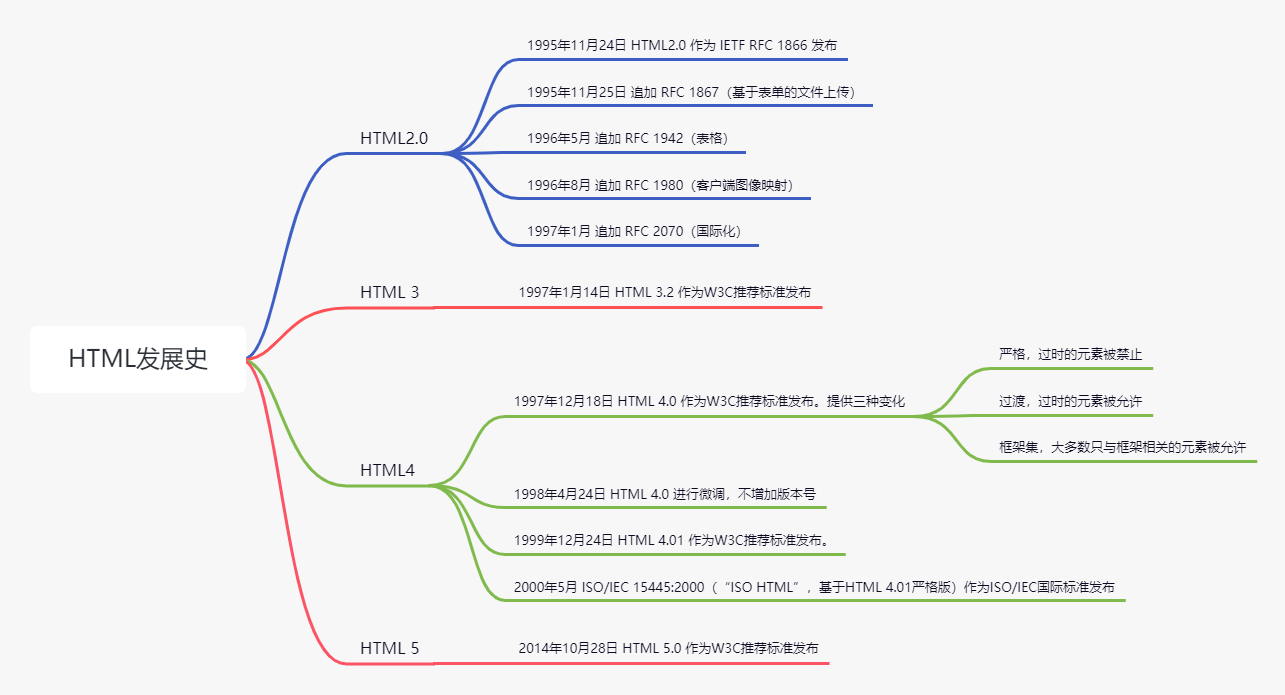 HTML发展史
HTML2.0
1995年11月24日 HTML2.0 作为 IETF RFC 1866 发布
1995年11月25日 追加 RFC 1867（基于表单的文件上传）
1996年5月 追加 RFC 1942（表格）
1996年8月 追加 RFC 1980（客户端图像映射）
1997年1月 追加 RFC 2070（国际化）
HTML 3
1997年1月14日 HTML 3.2 作为W3C推荐标准发布
HTML4
1997年12月18日 HTML 4.0 作为W3C推荐标准发布。提供三种变化
严格，过时的元素被禁止
过渡，过时的元素被允许
框架集，大多数只与框架相关的元素被允许
1998年4月24日 HTML 4.0 进行微调，不增加版本号
1999年12月24日 HTML 4.01 作为W3C推荐标准发布。
2000年5月 ISO/IEC 15445:2000（“ISO HTML”，基于HTML 4.01严格版）作为ISO/IEC国际标准发布
HTML 5
2014年10月28日 HTML 5.0 作为W3C推荐标准发布